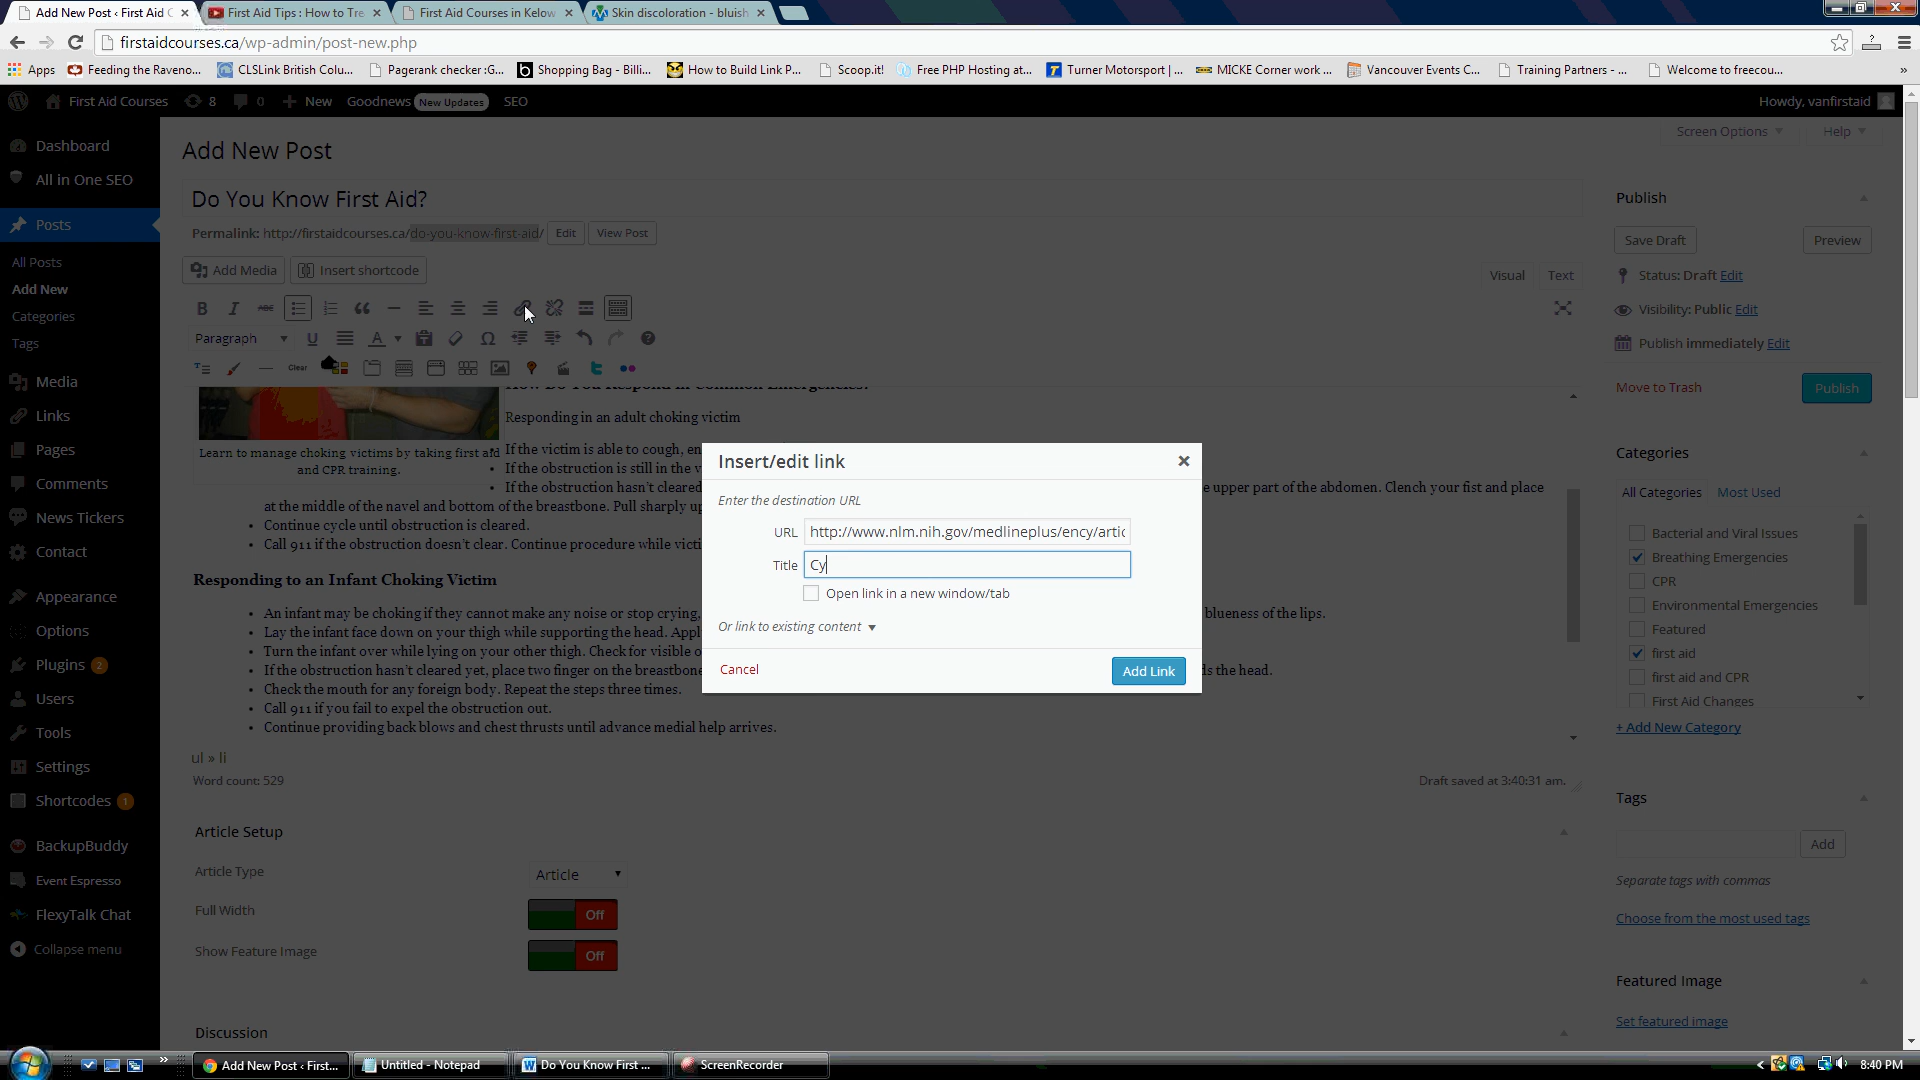 Add New Post ‹ First Aid C
First Aid Tips : How to Tre
First Aid Courses in Kelow
Skin discoloration - bluish
firstaidcourses.ca/wp-admin/post-new.php
Apps
Feeding the Raveno...
CLSLink British Colu...
Pagerank checker :G...
Shopping Bag - Billi...
How to Build Link P...
Scoop.it!
Free PHP Hosting at...
Turner Motorsport | ...
MICKE Corner work ...
Vancouver Events C...
Training Partners - ...
Welcome to freecou...
»
First Aid Courses
8
0
New
Goodnews New Updates
SEO
Howdy, vanfirstaid
Dashboard
All in One SEO
Posts
All Posts
Add New
Categories
Tags
Media
Links
Pages
Comments
News Tickers
Contact
Appearance
Options
Plugins 2
Users
Tools
Settings
Shortcodes 1
BackupBuddy
Event Espresso
FlexyTalk Chat
Collapse menu
Screen Options
Help
Add New Post
Do You Know First Aid?
Permalink: http://firstaidcourses.ca/do-you-know-first-aid/ Edit View Post
Add Media
Insert shortcode
Visual
Text
B I ABC
Paragraph U A Ω
Clear
Responding in an adult choking victim
Learn to manage choking victims by taking first aid
and CPR training.
If the victim is able to cough, en
If the obstruction is still in the v
If the obstruction hasn't cleared
e upper part of the abdomen. Clench your fist and place
at the middle of the navel and bottom of the breastbone. Pull sharply up
Continue cycle until obstruction is cleared.
Call 911 if the obstruction doesn't clear. Continue procedure while victi
Responding to an Infant Choking Victim
An infant may be choking if they cannot make any noise or stop crying,
blueness of the lips.
Lay the infant face down on your thigh while supporting the head. Appl
Turn the infant over while lying on your other thigh. Check for visible o
If the obstruction hasn't cleared yet, place two finger on the breastbone
ds the head.
Check the mouth for any foreign body. Repeat the steps three times.
Call 911 if you fail to expel the obstruction out.
Continue providing back blows and chest thrusts until advance medial help arrives.
ul » li
Word count: 529
Draft saved at 3:40:31 am.
Insert/edit link
Enter the destination URL
URL http://www.nlm.nih.gov/medlineplus/ency/artic
Title Cy
Open link in a new window/tab
Or link to existing content
Cancel
Add Link
Article Setup
Article Type
Article
Full Width
Off
Show Feature Image
Off
Discussion
Publish
Save Draft
Preview
Status: Draft Edit
Visibility: Public Edit
Publish immediately Edit
Move to Trash
Publish
Categories
All Categories
Most Used
Bacterial and Viral Issues
Breathing Emergencies
CPR
Environmental Emergencies
Featured
first aid
first aid and CPR
First Aid Changes
+ Add New Category
Tags
Add
Separate tags with commas
Choose from the most used tags
Featured Image
Set featured image
»
Add New Post ‹ First...
Untitled - Notepad
Do You Know First ...
ScreenRecorder
8:40 PM